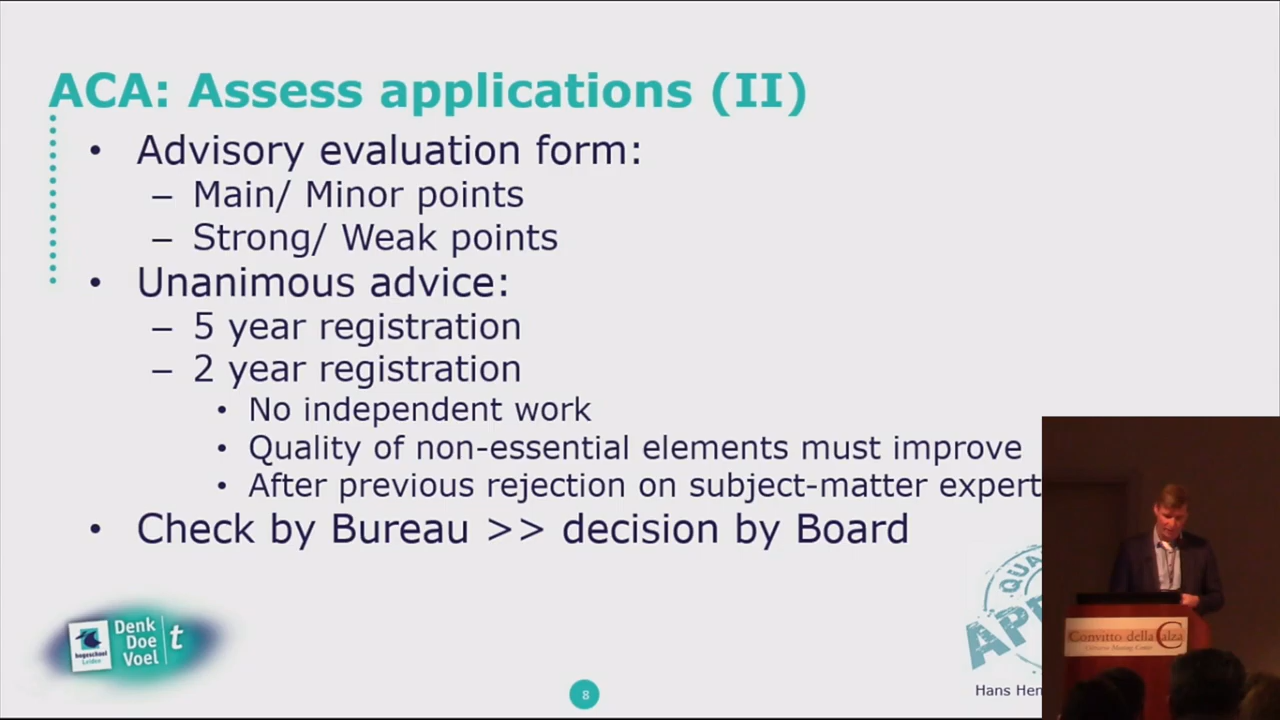 ACA: Assess applications (II)
• Advisory evaluation form:
– Main/ Minor points
– Strong/ Weak points
• Unanimous advice:
– 5 year registration
– 2 year registration
• No independent work
• Quality of non-essential elements must improve
• After previous rejection on subject-matter expert
• Check by Bureau >> decision by Board
QUA
APP
Denk
Doe
Voel
t
hogeschool
Leiden
Convitto della Calza
8
Hans Hen